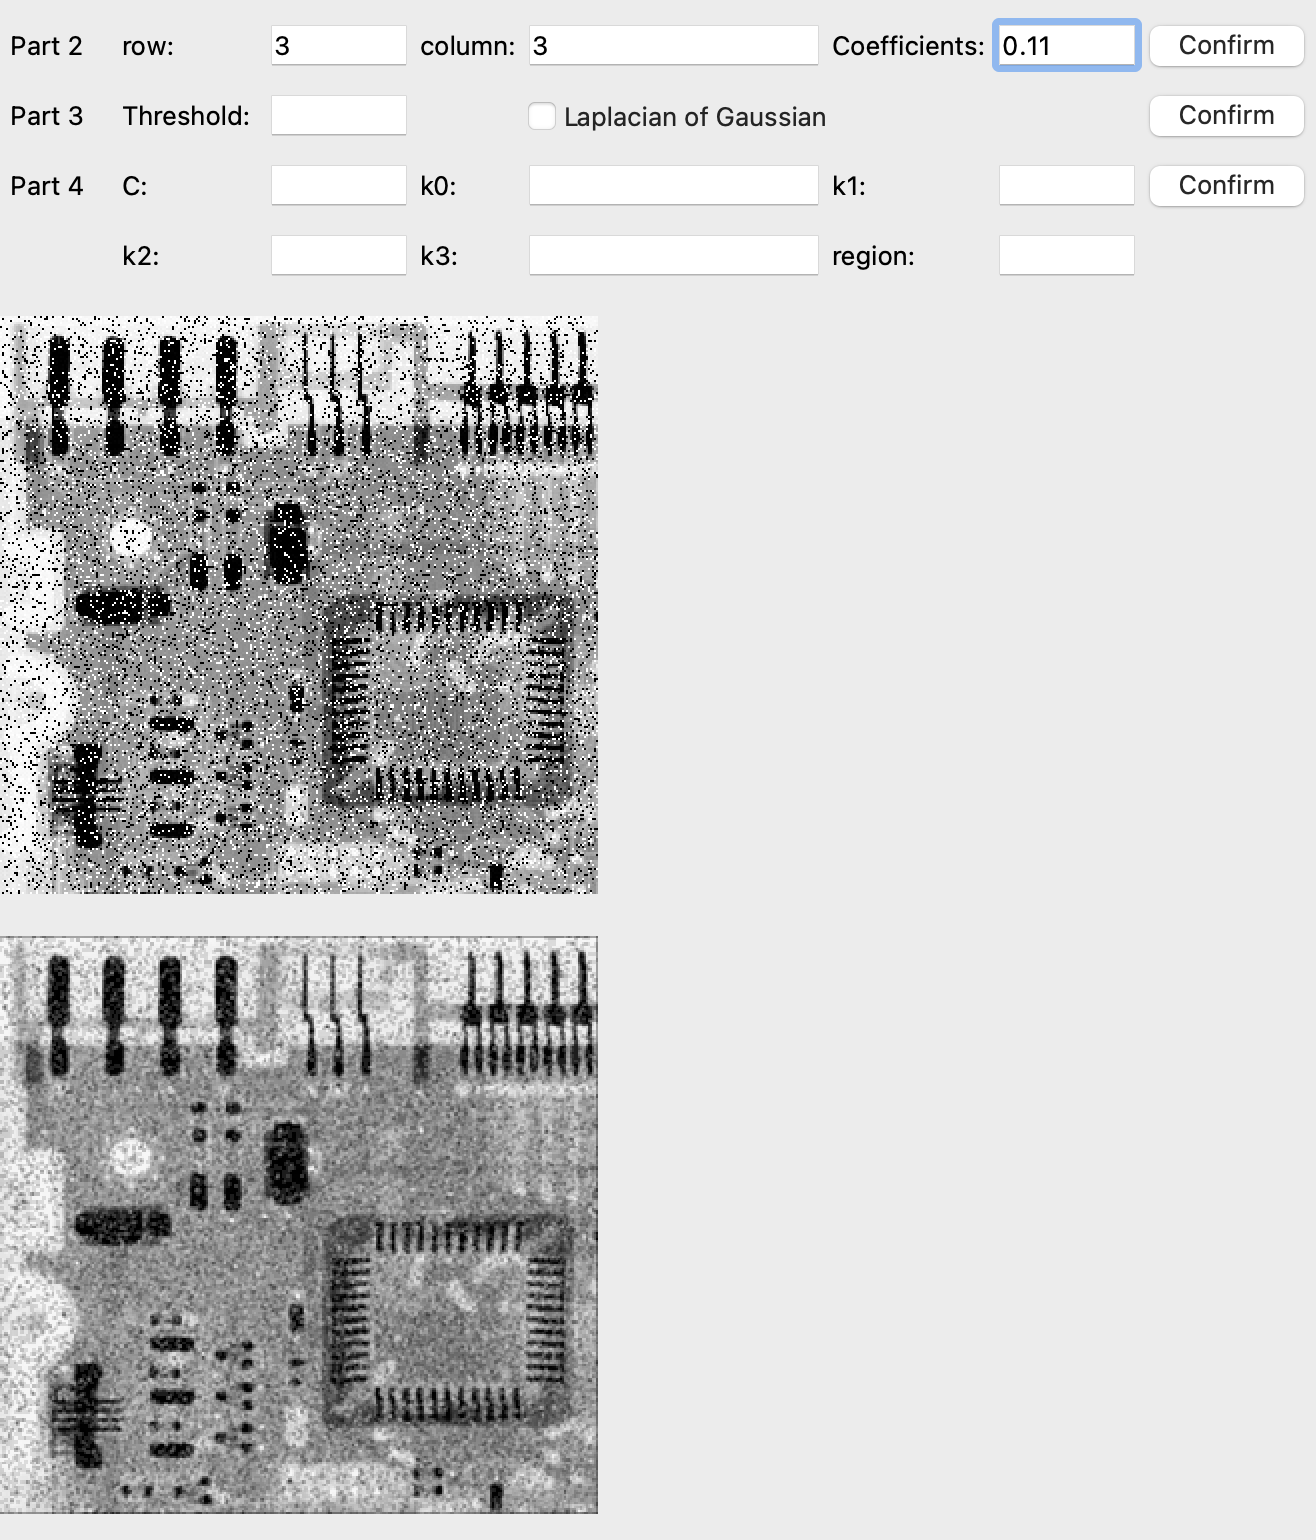 Part 2 row: 3 column: 3 Coefficients: 0.11 Confirm
Part 3 Threshold: Laplacian of Gaussian Confirm
Part 4 C: k0: k1: Confirm
k2: k3: region: